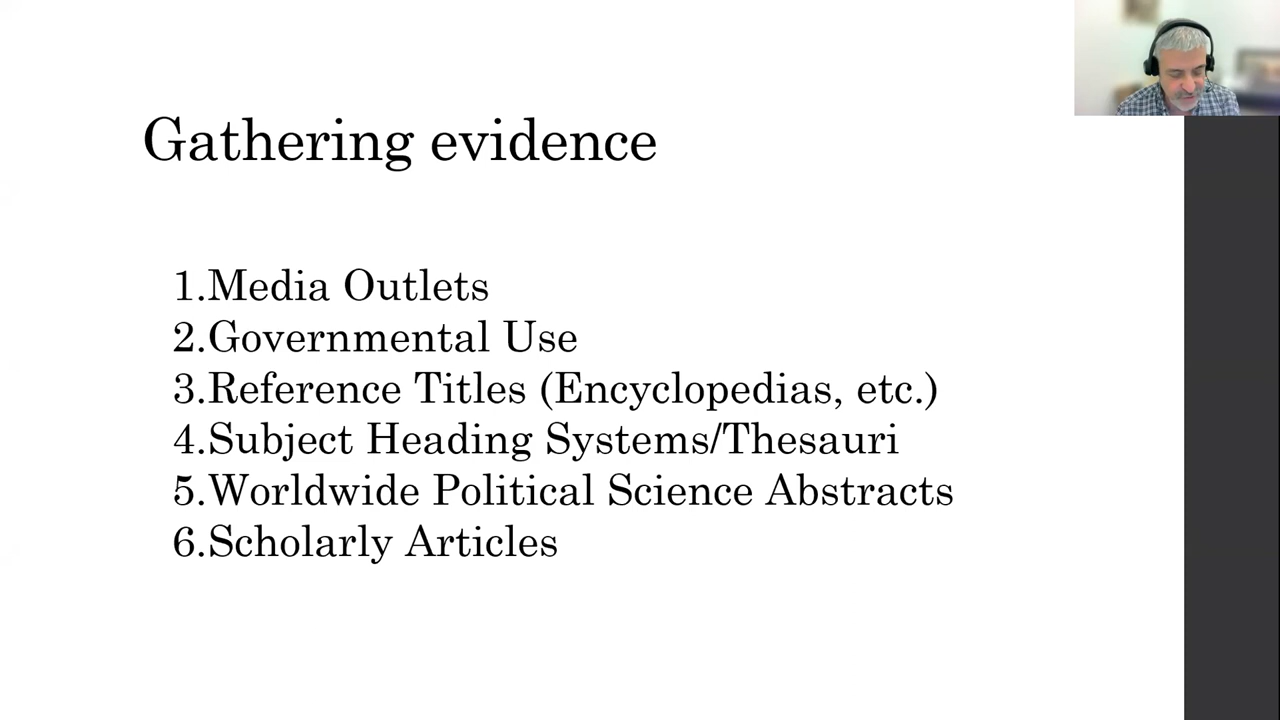 Gathering evidence
1.Media Outlets
2.Governmental Use
3.Reference Titles (Encyclopedias, etc.)
4.Subject Heading Systems/Thesauri
5.Worldwide Political Science Abstracts
6.Scholarly Articles